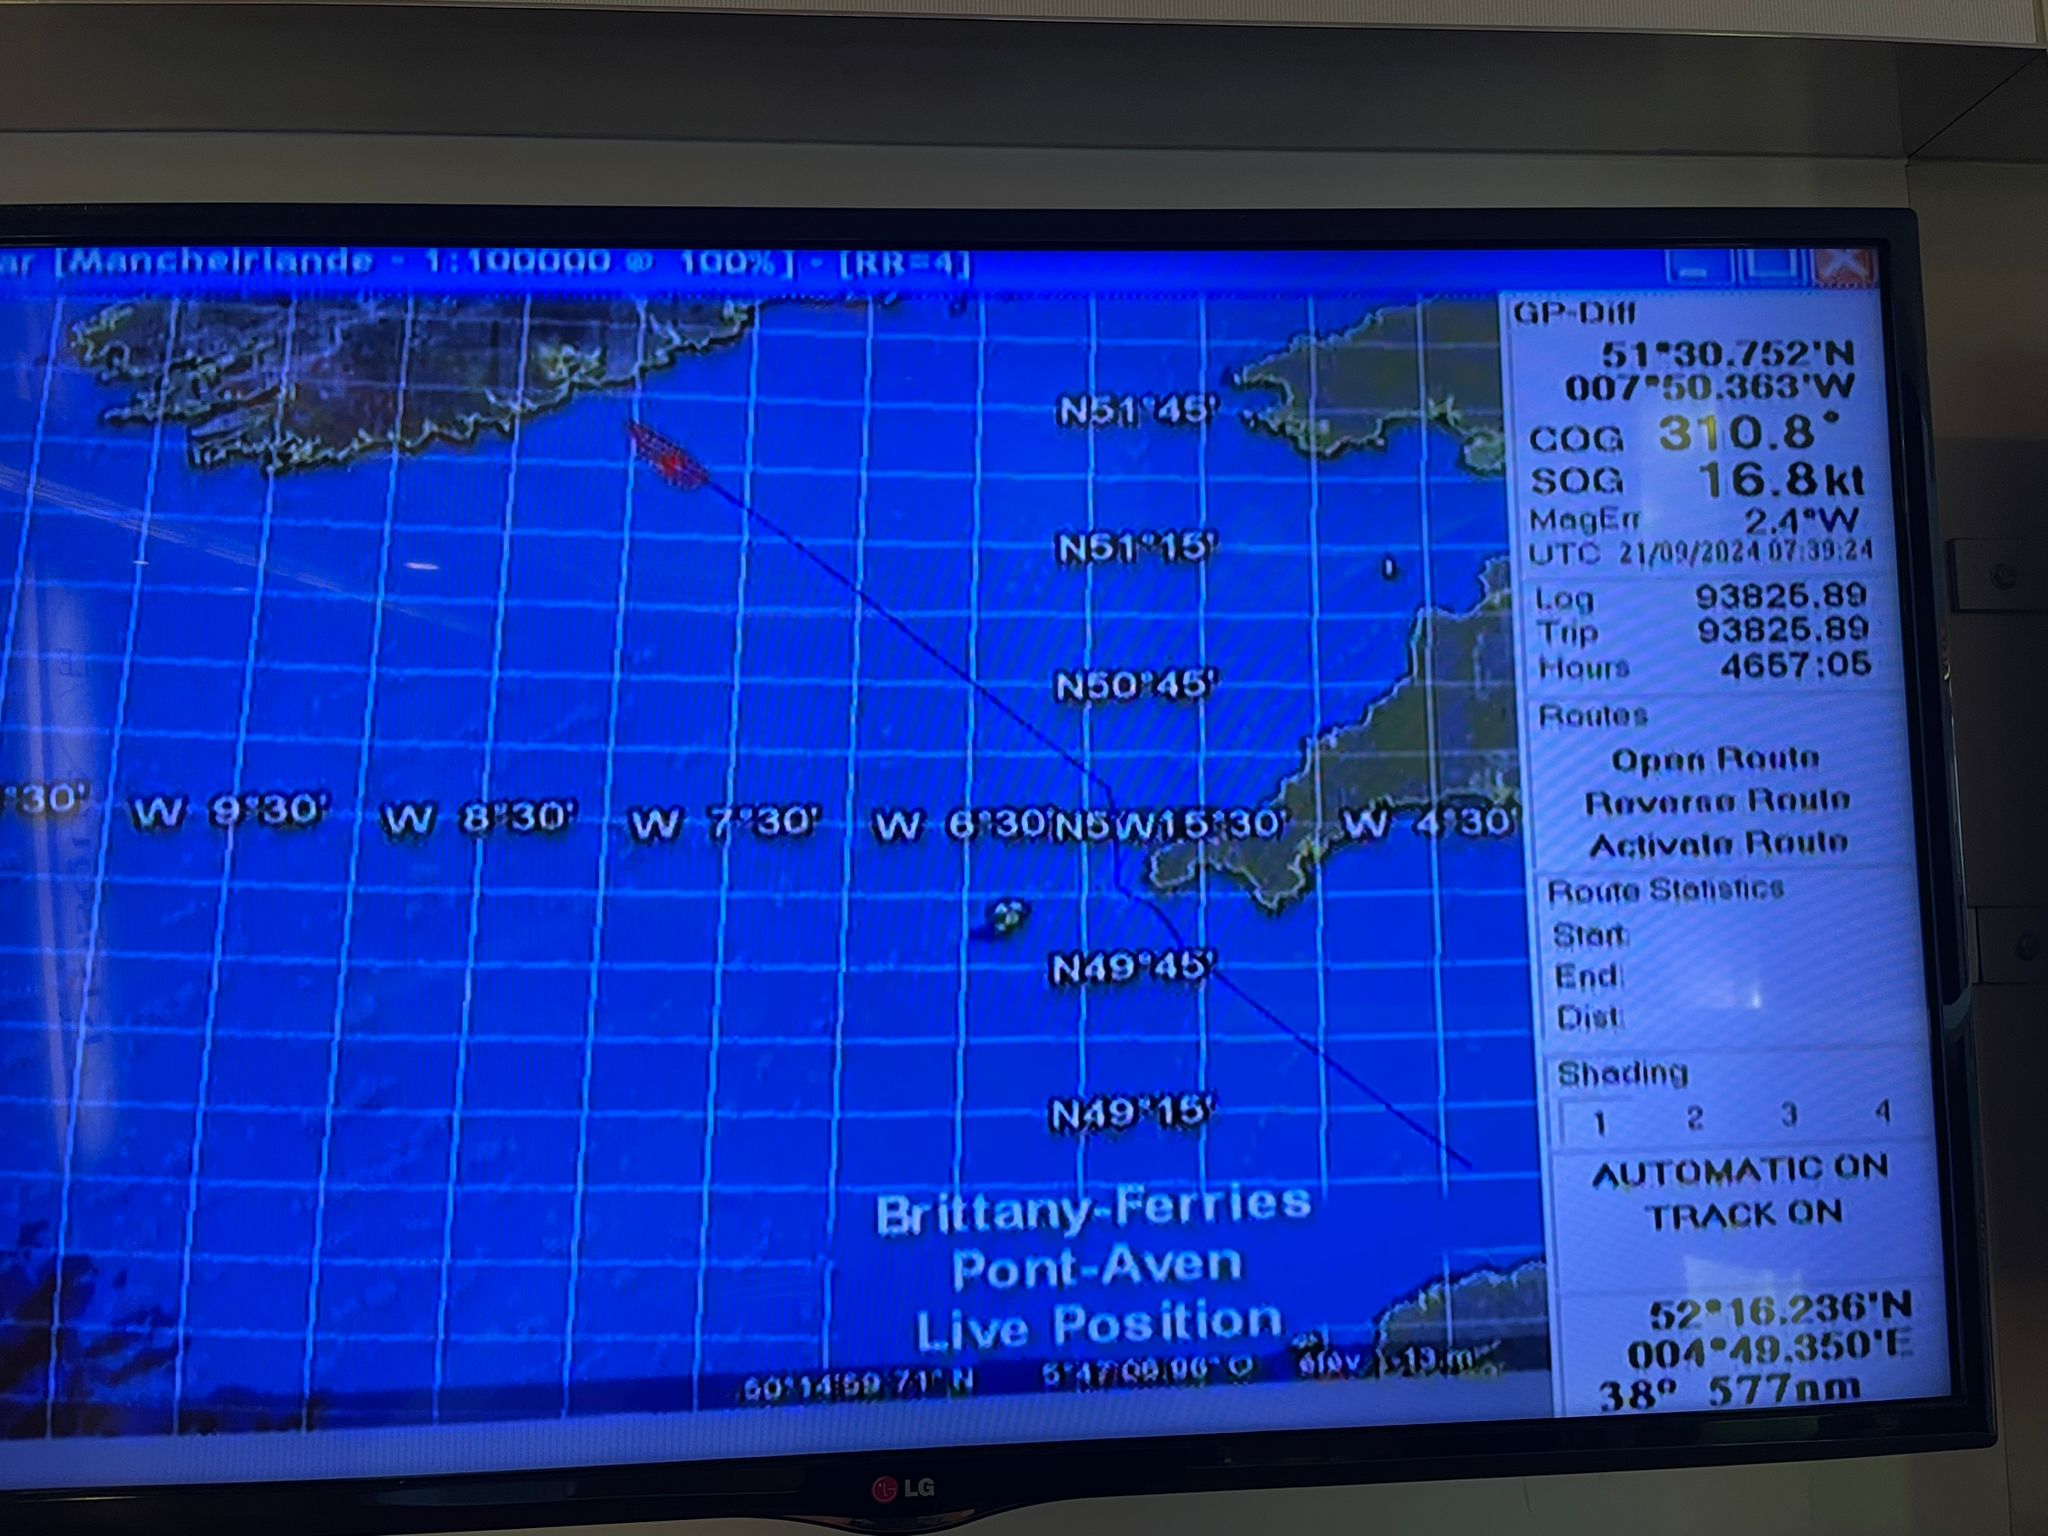 ar [MancheIrlande - 1:100000 @ 100%] - [RR=4]
GP-Diff
51°30.752'N
007°50.363'W
COG 310.8°
SOG 16.8kt
MagErr 2.4°W
UTC 21/09/2024 07:39:24
Log 93825.89
Trip 93825.89
Hours 4657:05
Routes
Open Route
Reverse Route
Activate Route
Route Statistics
Start:
End:
Dist:
Shading
1 2 3 4
AUTOMATIC ON
TRACK ON
52°16.236'N
004°49.350'E
38° 577nm
N51°45'
N51°15'
N50°45'
°30' W 9°30' W 8°30' W 7°30' W 6°30' N5W15°30' W 4°30'
N49°45'
N49°15'
Brittany-Ferries
Pont-Aven
Live Position
elev
LG